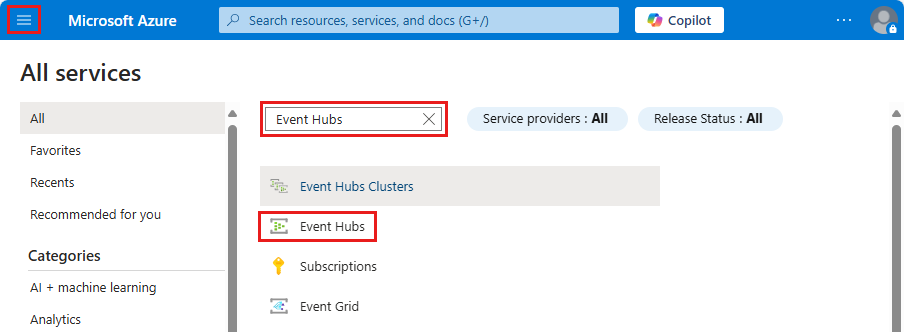 Microsoft Azure
Search resources, services, and docs (G+/)
Copilot
...
All services
All
Favorites
Recents
Recommended for you
Categories
AI + machine learning
Analytics
Event Hubs
Service providers : All
Release Status : All
Event Hubs Clusters
Event Hubs
Subscriptions
Event Grid